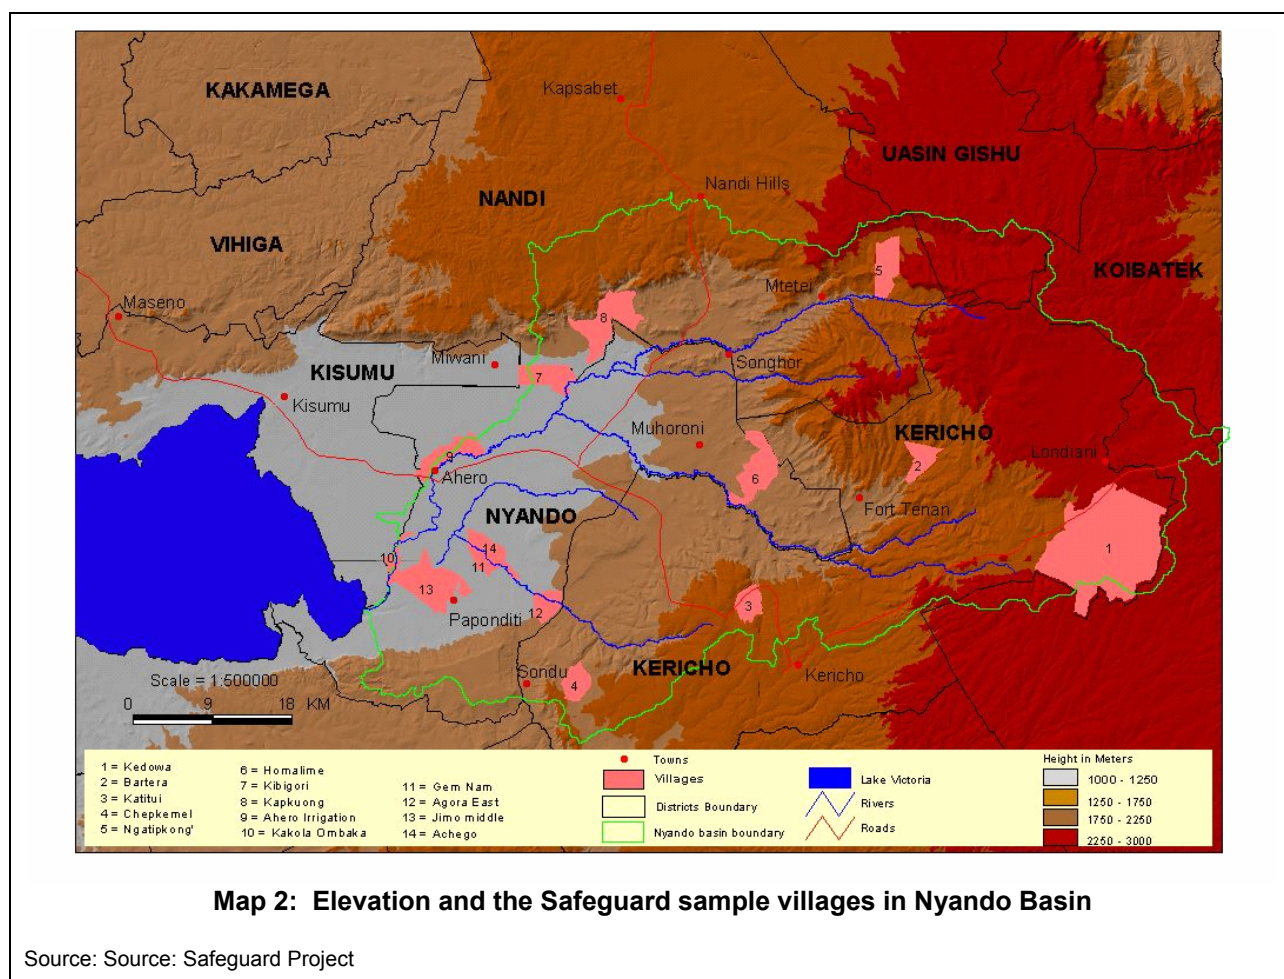 KAKAMEGA
Kapsabet
UASIN GISHU
Nandi Hills
NANDI
VIHIGA
KOIBATEK
5
Mtetei
Maseno
8
Miwani
Songhor
KISUMU
7
Kisumu
Muhoroni
KERICHO
9
Londiani
2
Ahero
6
Fort Tenan
NYANDO
14
1
10
11
13
3
12
Paponditi
KERICHO
Kericho
Sondu
4
Scale = 1:500000
0 9 18 KM
1 = Kedowa
2 = Bartera
3 = Katitui
4 = Chepkemel
5 = Ngatipkong'
6 = Homalime
7 = Kibigori
8 = Kapkuong
9 = Ahero Irrigation
10 = Kakola Ombaka
11 = Gem Nam
12 = Agora East
13 = Jimo middle
14 = Achego
Towns
Villages
Districts Boundary
Nyando basin boundary
Lake Victoria
Rivers
Roads
Height in Meters
1000 - 1250
1250 - 1750
1750 - 2250
2250 - 3000
Map 2: Elevation and the Safeguard sample villages in Nyando Basin
Source: Source: Safeguard Project